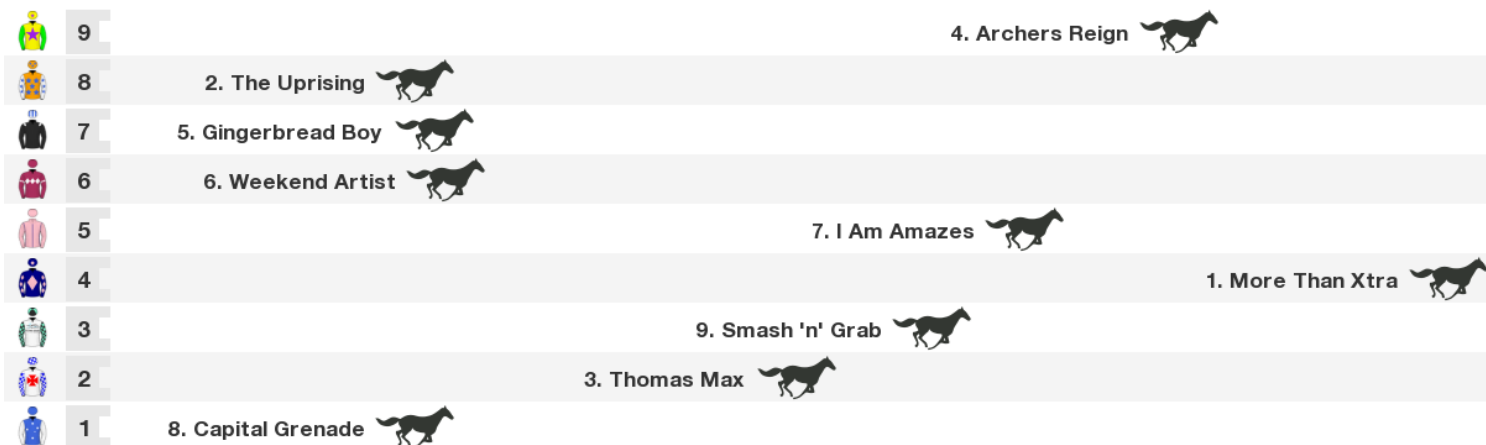 9 4. Archers Reign
8 2. The Uprising
7 5. Gingerbread Boy
6 6. Weekend Artist
5 7. I Am Amazes
4 1. More Than Xtra
3 9. Smash 'n' Grab
2 3. Thomas Max
1 8. Capital Grenade